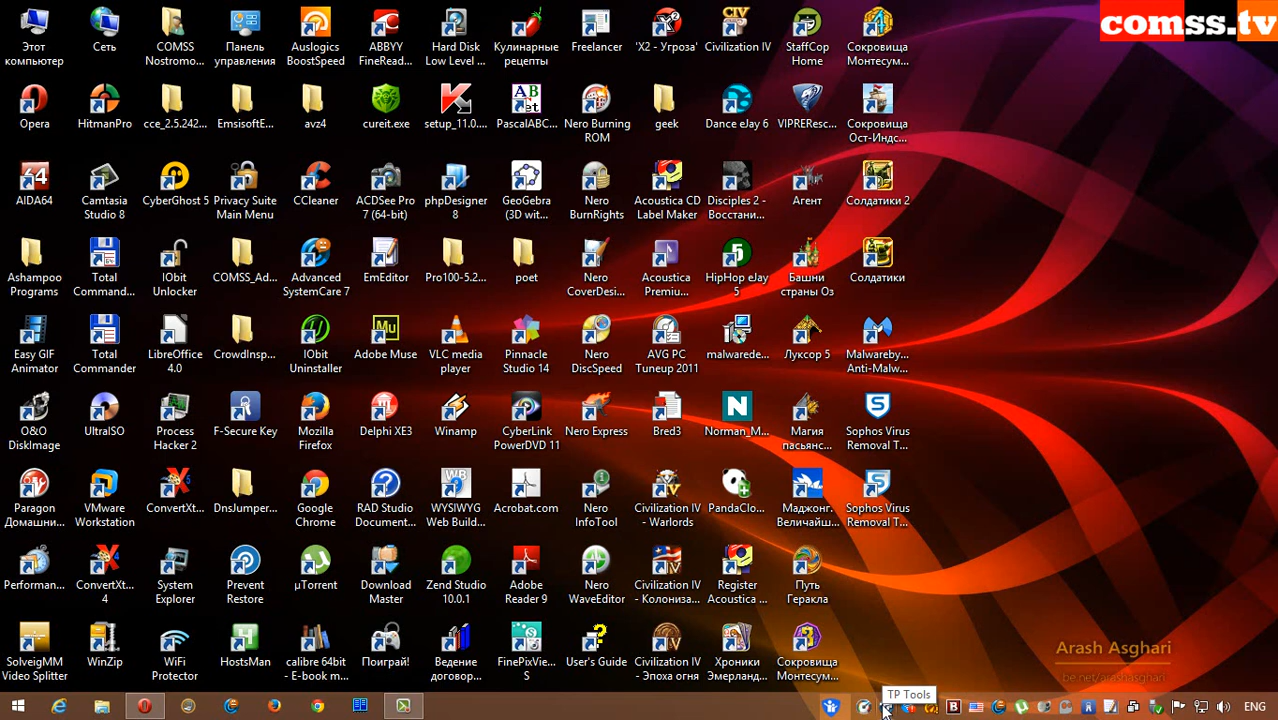 comss.tv
Этот
компьютер
Сеть
COMSS
Nostromo...
Панель
управления
Auslogics
BoostSpeed
ABBYY
FineRead...
Hard Disk
Low Level ...
Кулинарные
рецепты
Freelancer
'X2 - Угроза'
Civilization IV
StaffCop
Home
Сокровища
Монтесум...
Opera
HitmanPro
cce_2.5.242...
EmsisoftE...
avz4
cureit.exe
setup_11.0....
PascalABC....
Nero Burning
ROM
geek
Dance eJay 6
VIPREResc...
Сокровища
Ост-Индс...
AIDA64
Camtasia
Studio 8
CyberGhost 5
Privacy Suite
Main Menu
CCleaner
ACDSee Pro
7 (64-bit)
phpDesigner
8
GeoGebra
(3D wit...
Nero
BurnRights
Acoustica CD
Label Maker
Disciples 2 -
Восстани...
Агент
Солдатики 2
Ashampoo
Programs
Total
Command...
IObit
Unlocker
COMSS_Ad...
Advanced
SystemCare 7
EmEditor
Pro100-5.2...
poet
Nero
CoverDesi...
Acoustica
Premiu...
HipHop eJay
5
Башни
страны Оз
Солдатики
Easy GIF
Animator
Total
Commander
LibreOffice
4.0
CrowdInsp...
IObit
Uninstaller
Adobe Muse
VLC media
player
Pinnacle
Studio 14
Nero
DiscSpeed
AVG PC
Tuneup 2011
malwarede...
Луксор 5
Malwareby...
Anti-Malw...
O&O
DiskImage
UltraISO
Process
Hacker 2
F-Secure Key
Mozilla
Firefox
Delphi XE3
Winamp
CyberLink
PowerDVD 11
Nero Express
Bred3
Norman_M...
Магия
пасьянс...
Sophos Virus
Removal T...
Paragon
Домашни...
VMware
Workstation
ConvertXt...
DnsJumper...
Google
Chrome
RAD Studio
Document...
WYSIWYG
Web Build...
Acrobat.com
Nero
InfoTool
Civilization IV
- Warlords
PandaClo...
Маджонг.
Величайш...
Sophos Virus
Removal T...
Performan...
ConvertXt...
4
System
Explorer
Prevent
Restore
µTorrent
Download
Master
Zend Studio
10.0.1
Adobe
Reader 9
Nero
WaveEditor
Civilization IV
- Колониза...
Register
Acoustica ...
Путь
Геракла
SolveigMM
Video Splitter
WinZip
WiFi
Protector
HostsMan
calibre 64bit
- E-book m...
Поиграй!
Ведение
договор...
FinePixVie...
S
User's Guide
Civilization IV
- Эпоха огня
Хроники
Эмерланд...
Сокровища
Монтесум...
Arash Asghari
be.net/arashasghari
TP Tools
ENG